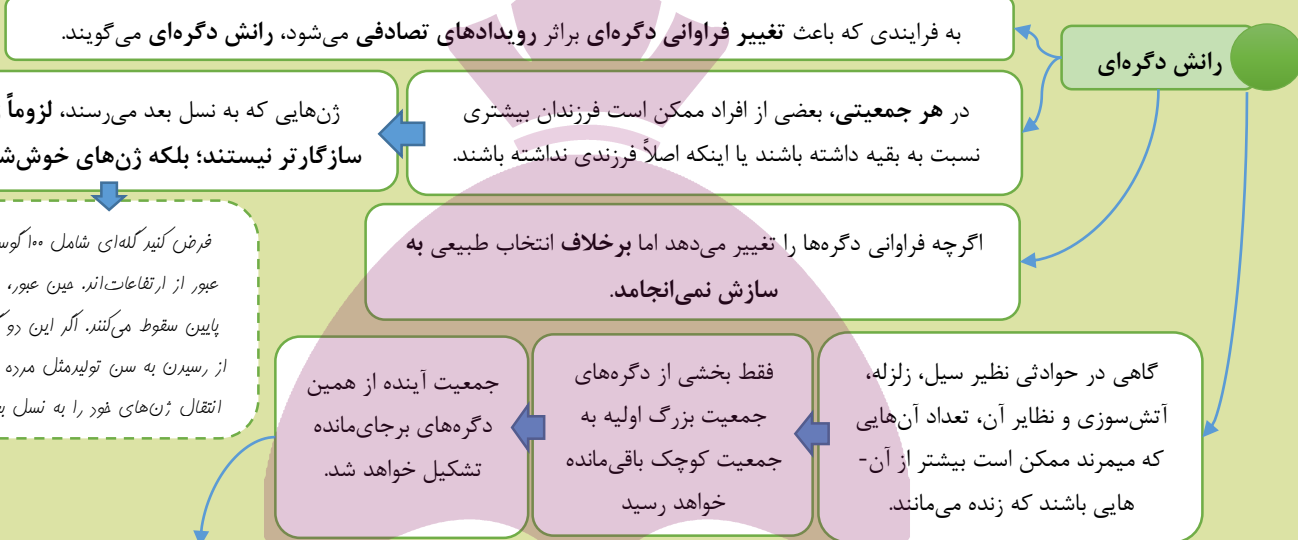 رانش دگره‌ای
به فرایندی که باعث تغییر فراوانی دگره‌ای براثر رویدادهای تصادفی می‌شود، رانش دگره‌ای می‌گویند.
در هر جمعیتی، بعضی از افراد ممکن است فرزندان بیشتری
نسبت به بقیه داشته باشند یا اینکه اصلاً فرزندی نداشته باشند.
ژن‌هایی که به نسل بعد می‌رسند، لزوماً
سازگارتر نیستند؛ بلکه ژن‌های
فرض کنید گله‌ای شامل ۱۰۰
عبور از ارتفاعات‌اند. حین عبور،
پایین سقوط می‌کنند. اگر این دو
از رسیدن به سن تولیدمثل مرده
انتقال ژن‌های خود را به نسل
اگرچه فراوانی دگره‌ها را تغییر می‌دهد اما برخلاف انتخاب طبیعی به
سازش نمی‌انجامد.
گاهی در حوادثی نظیر سیل، زلزله،
آتش‌سوزی و نظایر آن، تعداد آن‌هایی
که میمرند ممکن است بیشتر از آن-
هایی باشند که زنده می‌مانند.
فقط بخشی از دگره‌های
جمعیت بزرگ اولیه به
جمعیت کوچک باقی‌مانده
خواهد رسید
جمعیت آینده از همین
دگره‌های برجای‌مانده
تشکیل خواهد شد.